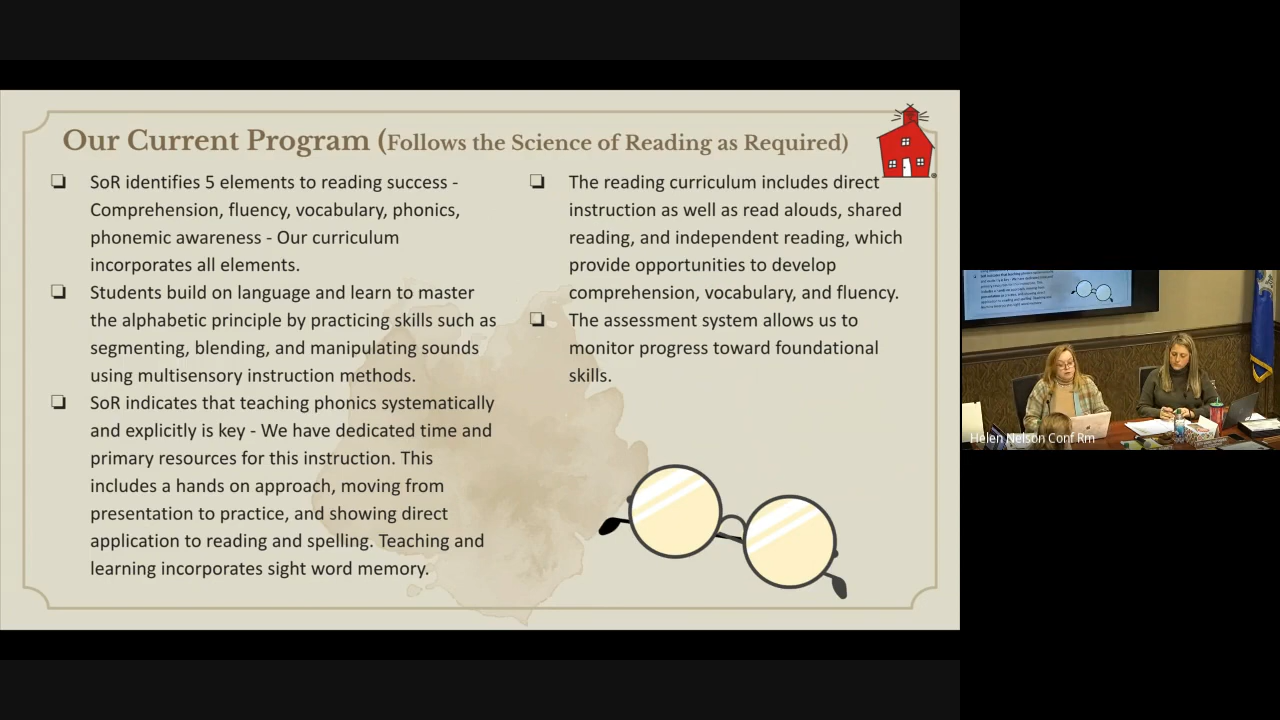 Our Current Program (Follows the Science of Reading as Required)
SoR identifies 5 elements to reading success -
Comprehension, fluency, vocabulary, phonics,
phonemic awareness - Our curriculum
incorporates all elements.
Students build on language and learn to master
the alphabetic principle by practicing skills such as
segmenting, blending, and manipulating sounds
using multisensory instruction methods.
SoR indicates that teaching phonics systematically
and explicitly is key - We have dedicated time and
primary resources for this instruction. This
includes a hands on approach, moving from
presentation to practice, and showing direct
application to reading and spelling. Teaching and
learning incorporates sight word memory.
The reading curriculum includes direct
instruction as well as read alouds, shared
reading, and independent reading, which
provide opportunities to develop
comprehension, vocabulary, and fluency.
The assessment system allows us to
monitor progress toward foundational
skills.
Helen Nelson Conf Rm